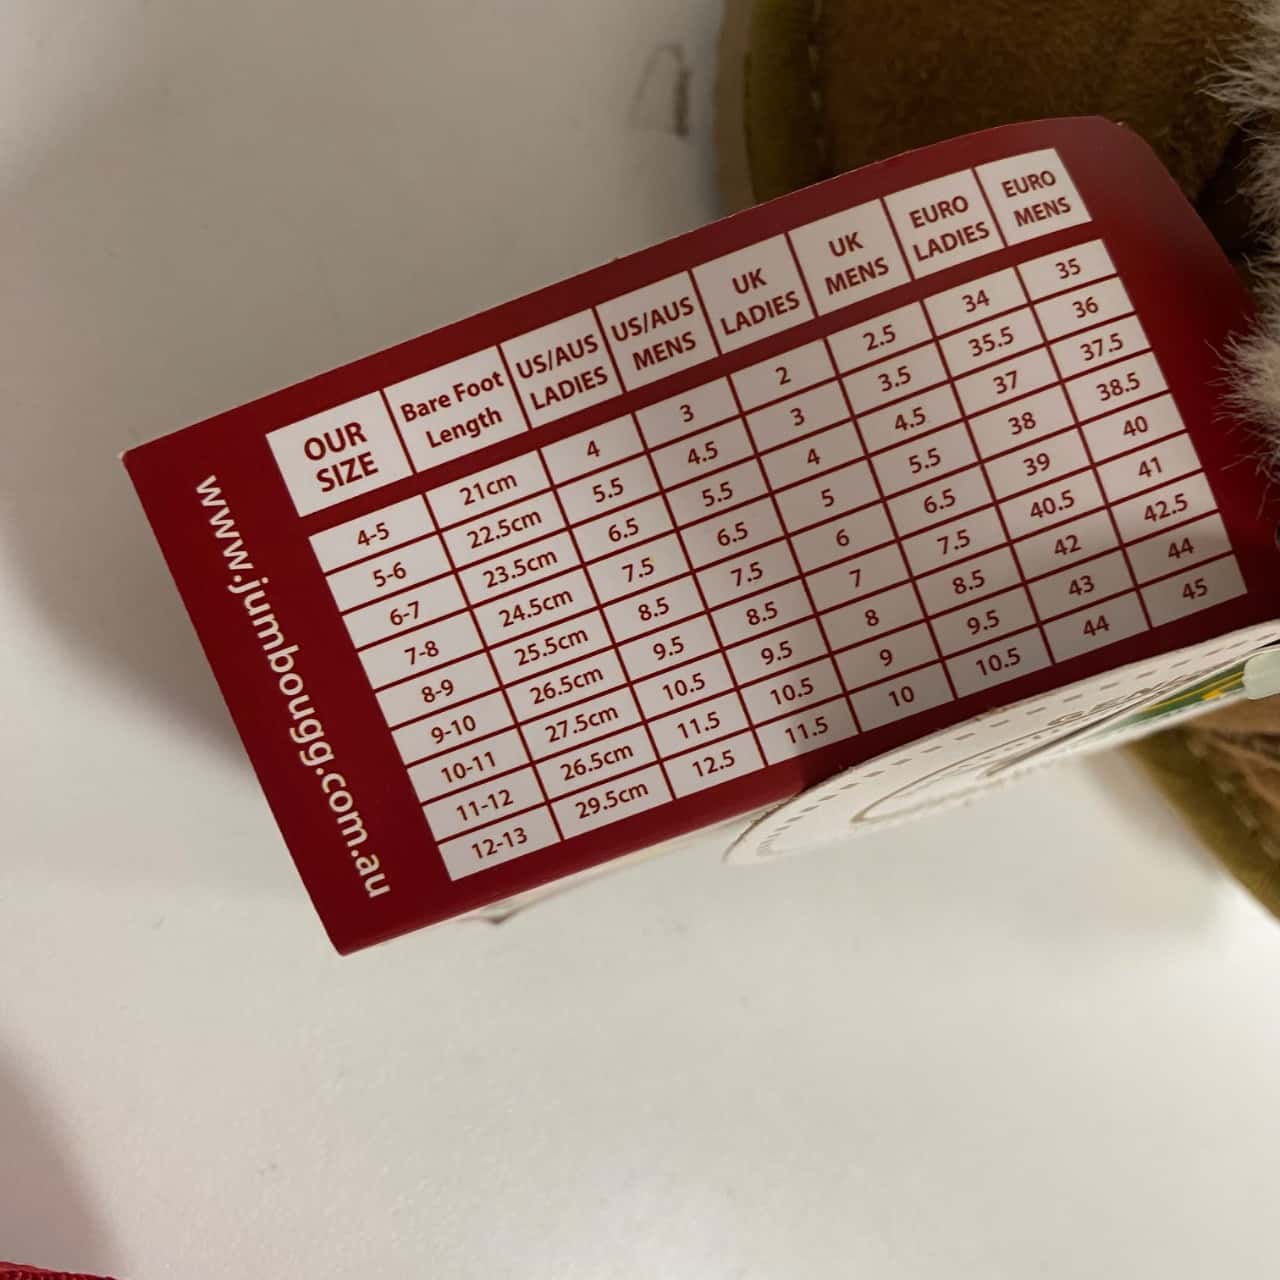 OUR SIZE Bare Foot Length US/AUS LADIES US/AUS MENS UK LADIES UK MENS EURO LADIES EURO MENS
4-5 21cm 4 3 2 2.5 34 35
5-6 22.5cm 5.5 4.5 3 3.5 35.5 36
6-7 23.5cm 6.5 5.5 4 4.5 37 37.5
7-8 24.5cm 7.5 6.5 5 5.5 38 38.5
8-9 25.5cm 8.5 7.5 6 6.5 39 40
9-10 26.5cm 9.5 8.5 7 7.5 40.5 41
10-11 27.5cm 10.5 9.5 8 8.5 42 42.5
11-12 26.5cm 11.5 10.5 9 9.5 43 44
12-13 29.5cm 12.5 11.5 10 10.5 44 45
www.jumbougg.com.au